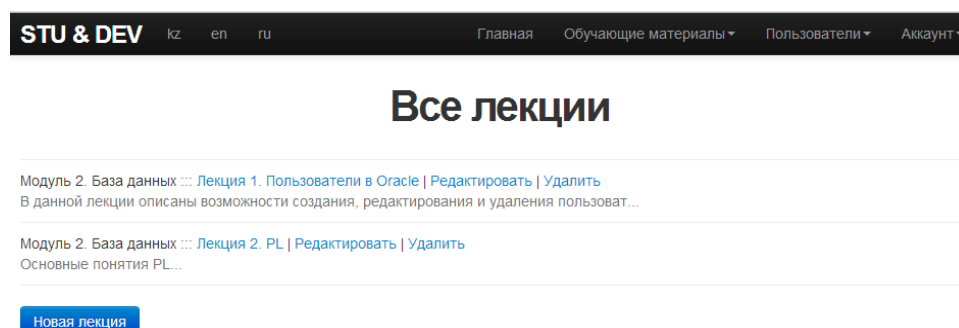 STU & DEV kz en ru Главная Обучающие материалы Пользователи Аккаунт
Все лекции
Модуль 2. База данных ::: Лекция 1. Пользователи в Oracle | Редактировать | Удалить
В данной лекции описаны возможности создания, редактирования и удаления пользоват...
Модуль 2. База данных ::: Лекция 2. PL | Редактировать | Удалить
Основные понятия PL...
Новая лекция